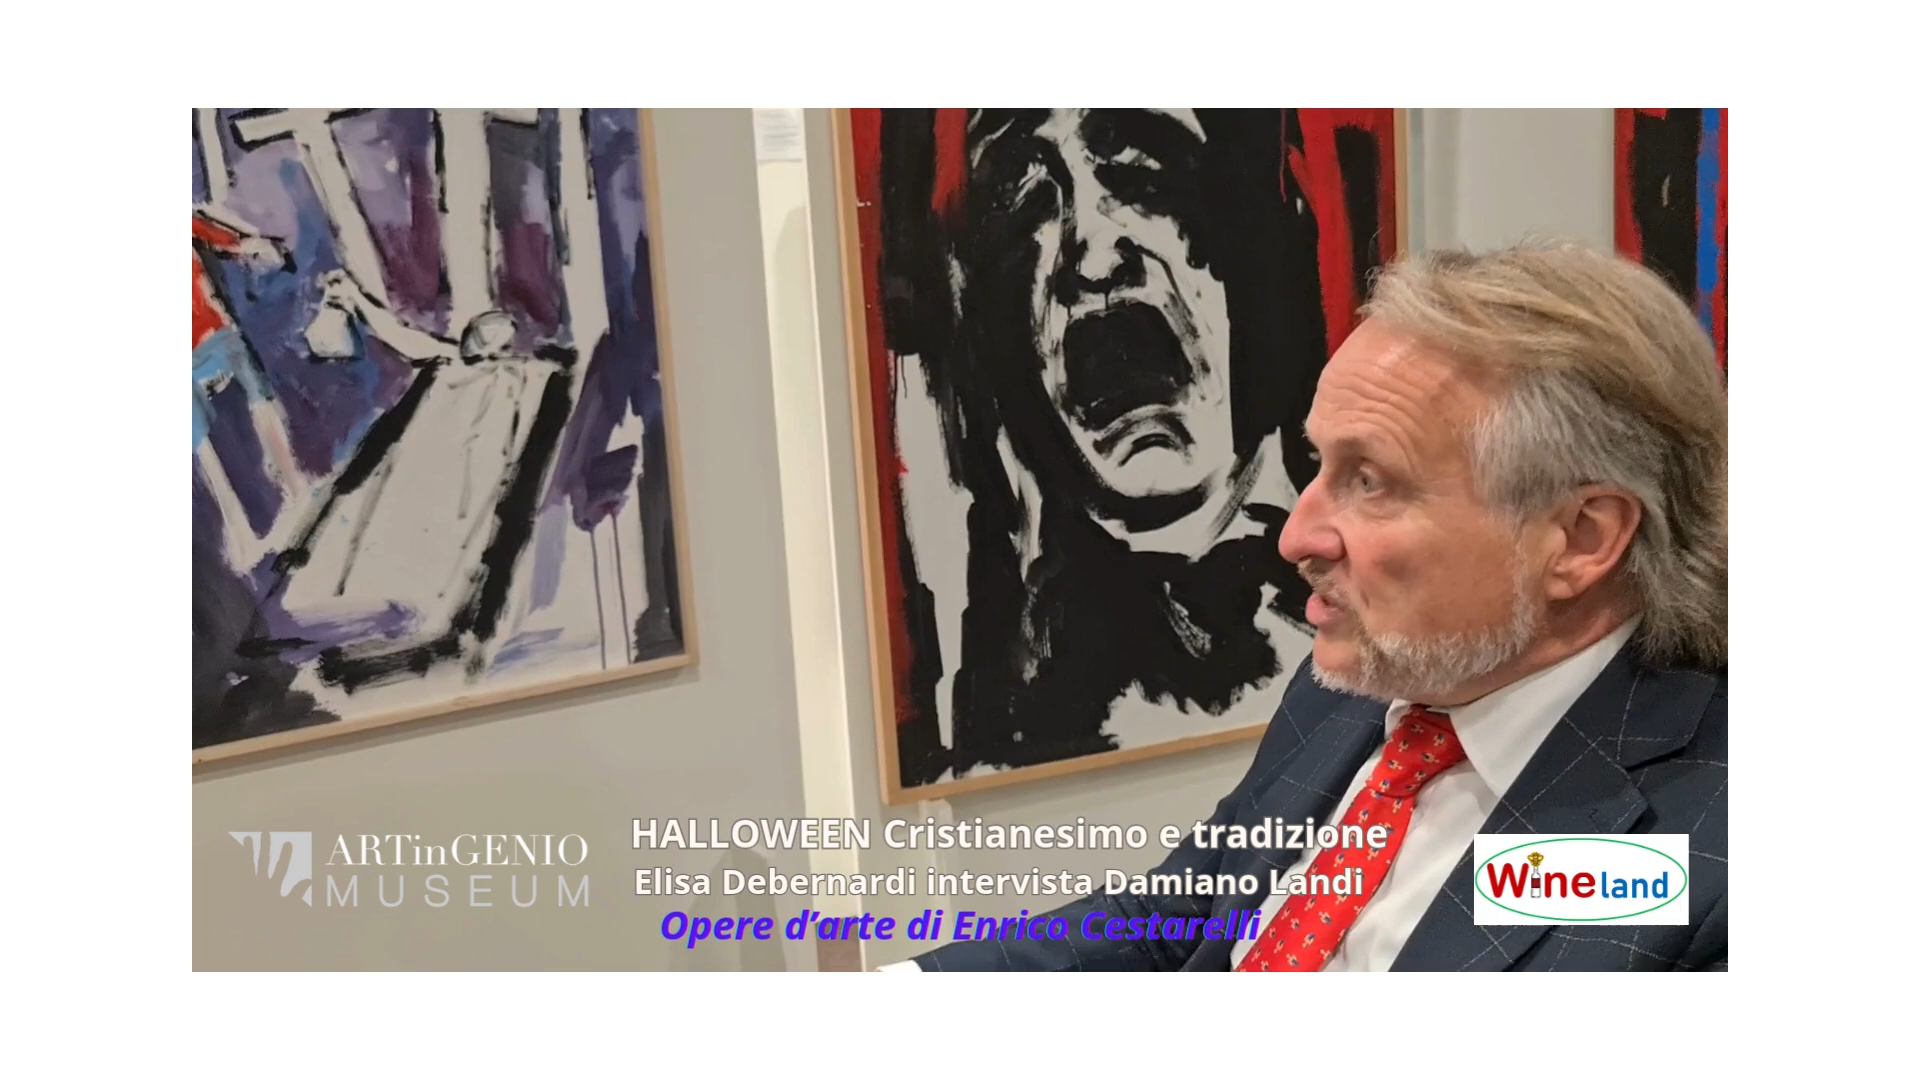 ARTinGENIO
MUSEUM
HALLOWEEN Cristianesimo e tradizione
Elisa Debernardi intervista Damiano Landi
Opere d’arte di Enrico Cestarelli
Wineland